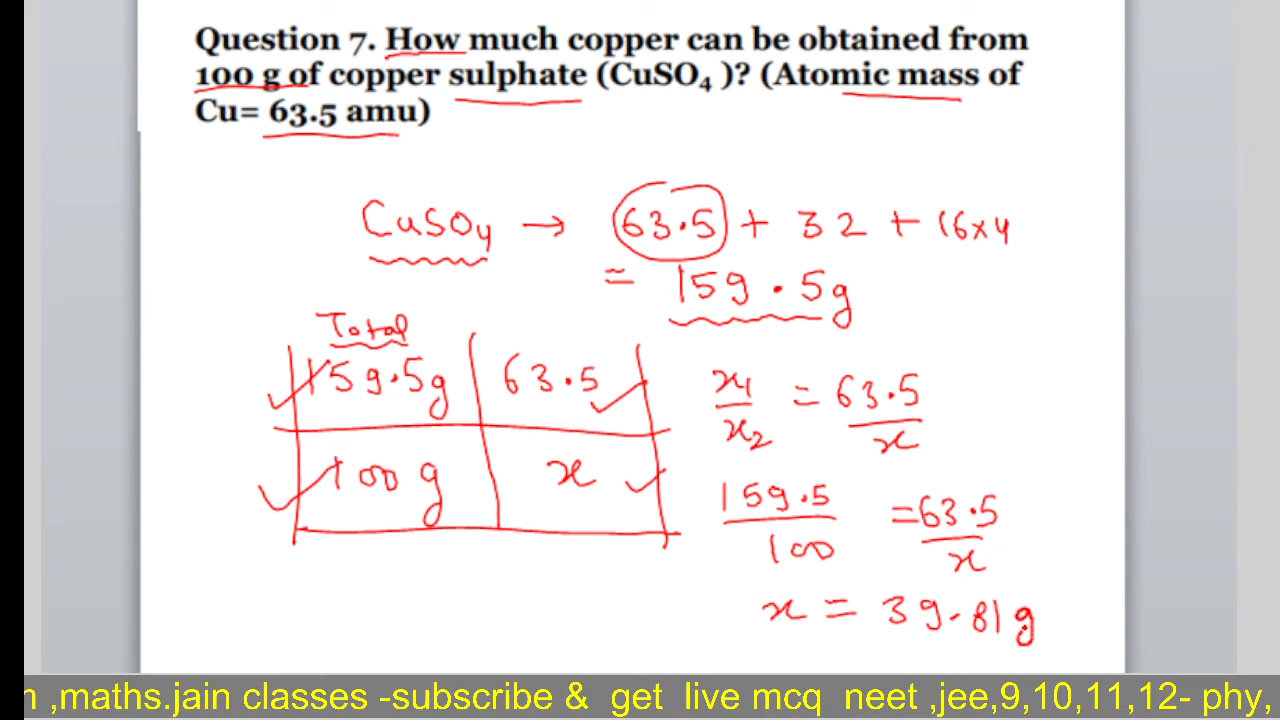 Question 7. How much copper can be obtained from
100 g of copper sulphate (CuSO₄ )? (Atomic mass of
Cu= 63.5 amu)
CuSO₄ → 63.5 + 32 + 16×4
= 159.5g
Total
159.5g | 63.5
100g | x
x₁/x₂ = 63.5/x
159.5/100 = 63.5/x
x = 39.81g
,maths.jain classes -subscribe & get live mcq neet ,jee,9,10,11,12- phy,